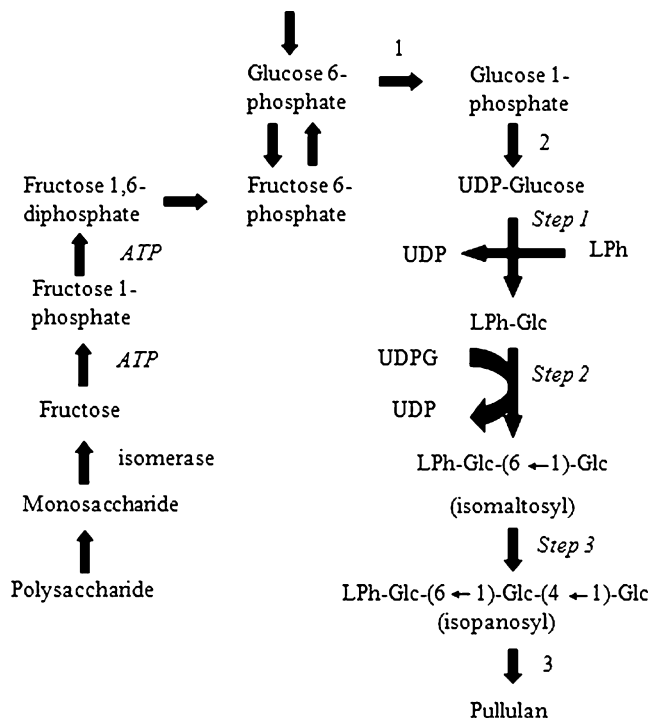 1
Glucose 6-
phosphate
Glucose 1-
phosphate
2
Fructose 1,6-
diphosphate
Fructose 6-
phosphate
UDP-Glucose
Step 1
ATP
UDP
LPh
Fructose 1-
phosphate
LPh-Glc
ATP
UDPG
Step 2
Fructose
UDP
isomerase
LPh-Glc-(6 ←1)-Glc
Monosaccharide
(isomaltosyl)
Step 3
Polysaccharide
LPh-Glc-(6 ←1)-Glc-(4 ←1)-Glc
(isopanosyl)
3
Pullulan